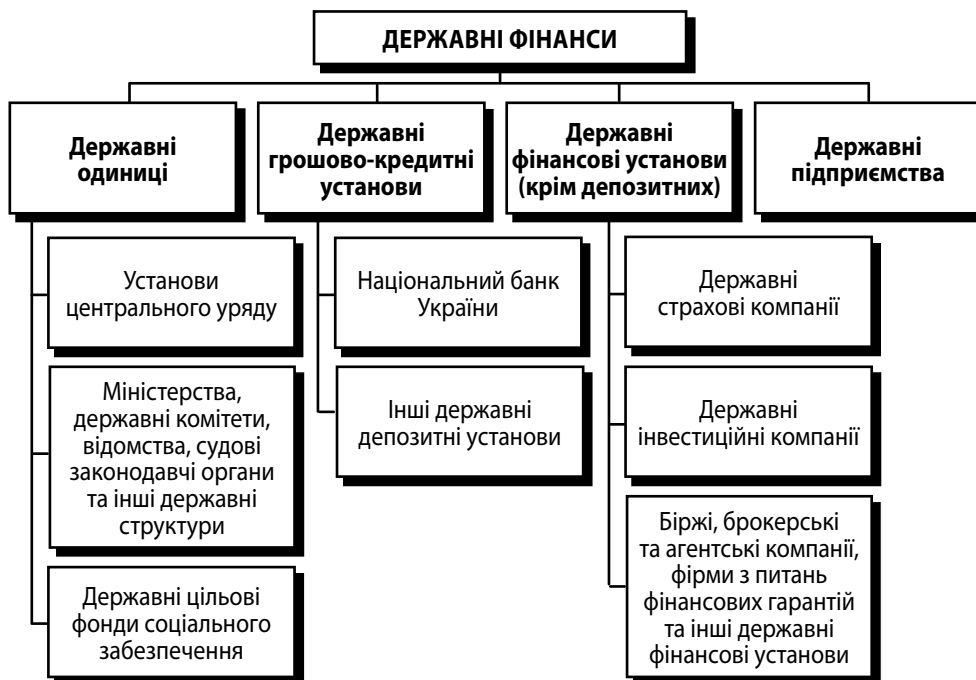 ДЕРЖАВНІ ФІНАНСИ
Державні
одиниці
Державні
грошово-кредитні
установи
Державні
фінансові установи
(крім депозитних)
Державні
підприємства
Установи
центрального уряду
Міністерства,
державні комітети,
відомства, судові
законодавчі органи
та інші державні
структури
Державні цільові
фонди соціального
забезпечення
Національний банк
України
Інші державні
депозитні установи
Державні
страхові компанії
Державні
інвестиційні компанії
Біржі, брокерські
та агентські компанії,
фірми з питань
фінансових гарантій
та інші державні
фінансові установи